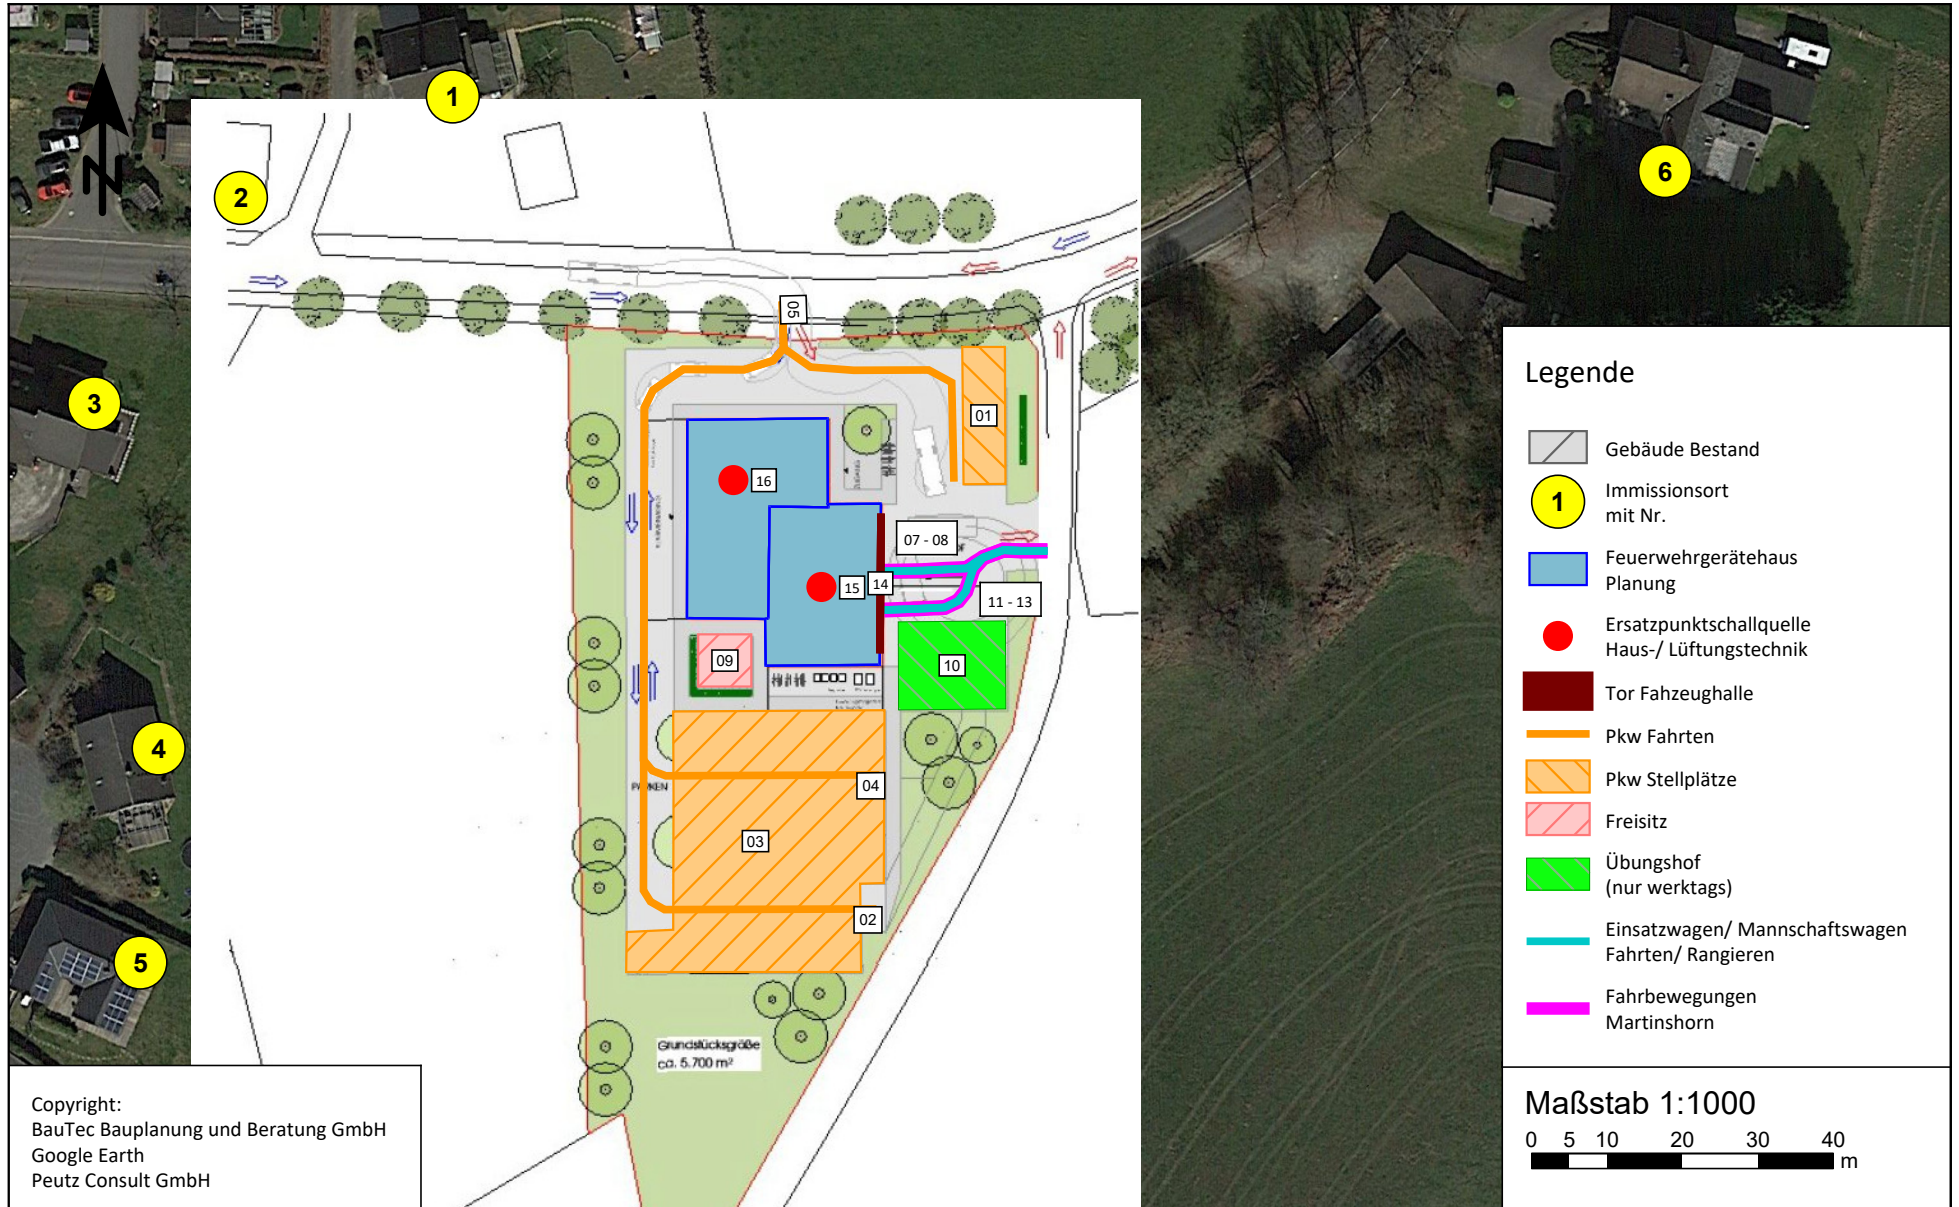 N
1
2
3
4
5
6
05
01
16
07 - 08
15
14
11 - 13
09
10
04
PARKEN
03
02
Grundstücksgröße
ca. 5.700 m²
Legende
Gebäude Bestand
1
Immissionsort
mit Nr.
Feuerwehrgerätehaus
Planung
Ersatzpunktschallquelle
Haus-/ Lüftungstechnik
Tor Fahzeughalle
Pkw Fahrten
Pkw Stellplätze
Freisitz
Übungshof
(nur werktags)
Einsatzwagen/ Mannschaftswagen
Fahrten/ Rangieren
Fahrbewegungen
Martinshorn
Maßstab 1:1000
0 5 10 20 30 40
m
Copyright:
BauTec Bauplanung und Beratung GmbH
Google Earth
Peutz Consult GmbH